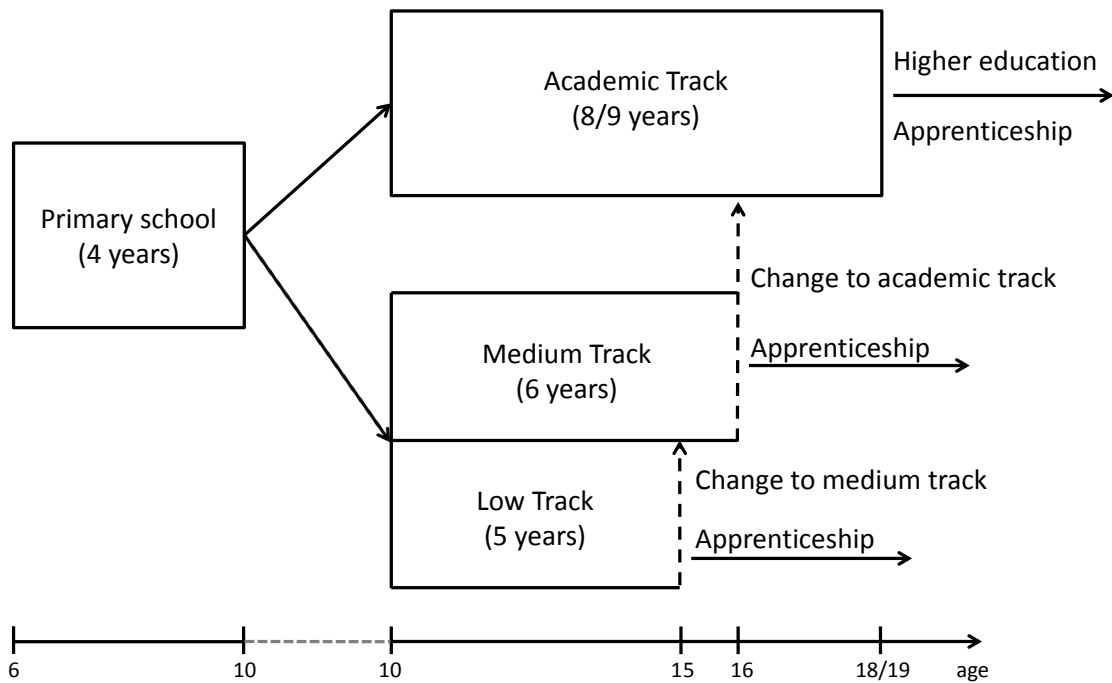 Academic Track
(8/9 years)
Higher education
Apprenticeship
Primary school
(4 years)
Change to academic track
Medium Track
(6 years)
Apprenticeship
Change to medium track
Low Track
(5 years)
Apprenticeship
6
10
10
15
16
18/19
age